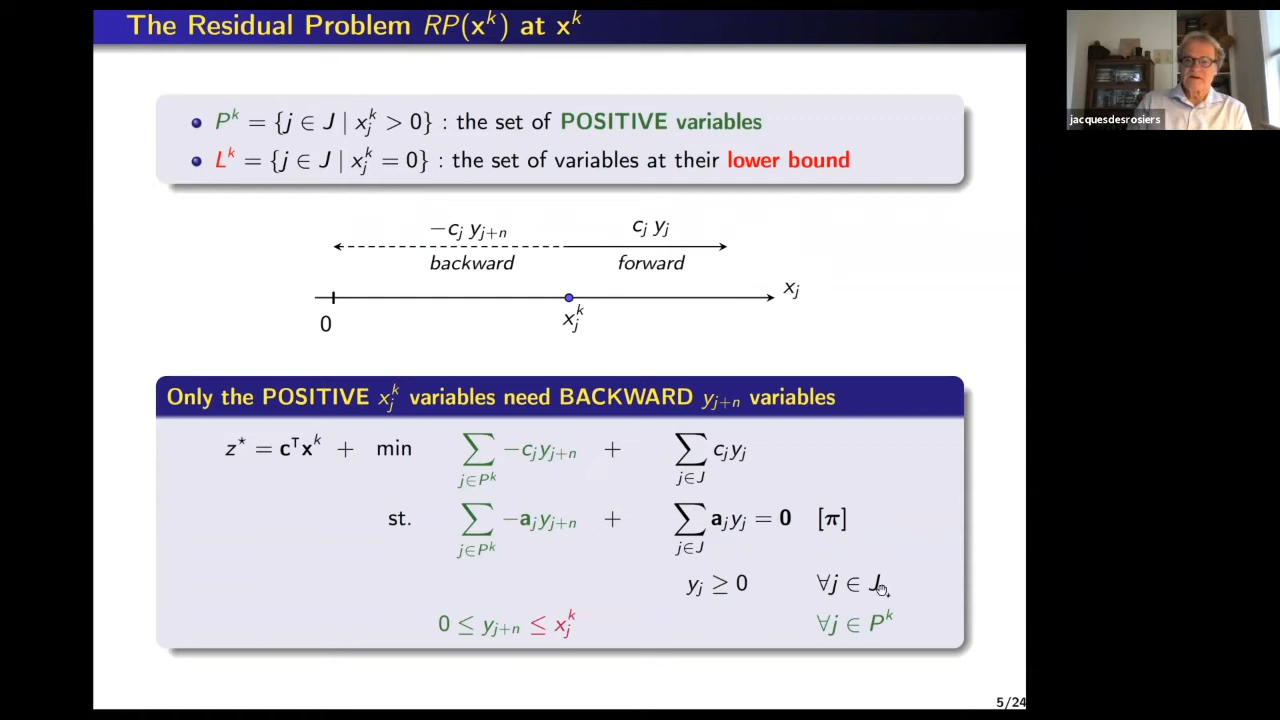 The Residual Problem RP(x^k) at x^k
P^k = {j ∈ J | x_j^k > 0} : the set of POSITIVE variables
L^k = {j ∈ J | x_j^k = 0} : the set of variables at their lower bound
−c_j y_{j+n} c_j y_j
backward forward
x_j
0 x_j^k
Only the POSITIVE x_j^k variables need BACKWARD y_{j+n} variables
z* = c^T x^k + min ∑_{j∈P^k} −c_j y_{j+n} + ∑_{j∈J} c_j y_j
st. ∑_{j∈P^k} −a_j y_{j+n} + ∑_{j∈J} a_j y_j = 0 [π]
y_j ≥ 0 ∀j ∈ J
0 ≤ y_{j+n} ≤ x_j^k ∀j ∈ P^k
5/24
jacquesdesrosiers